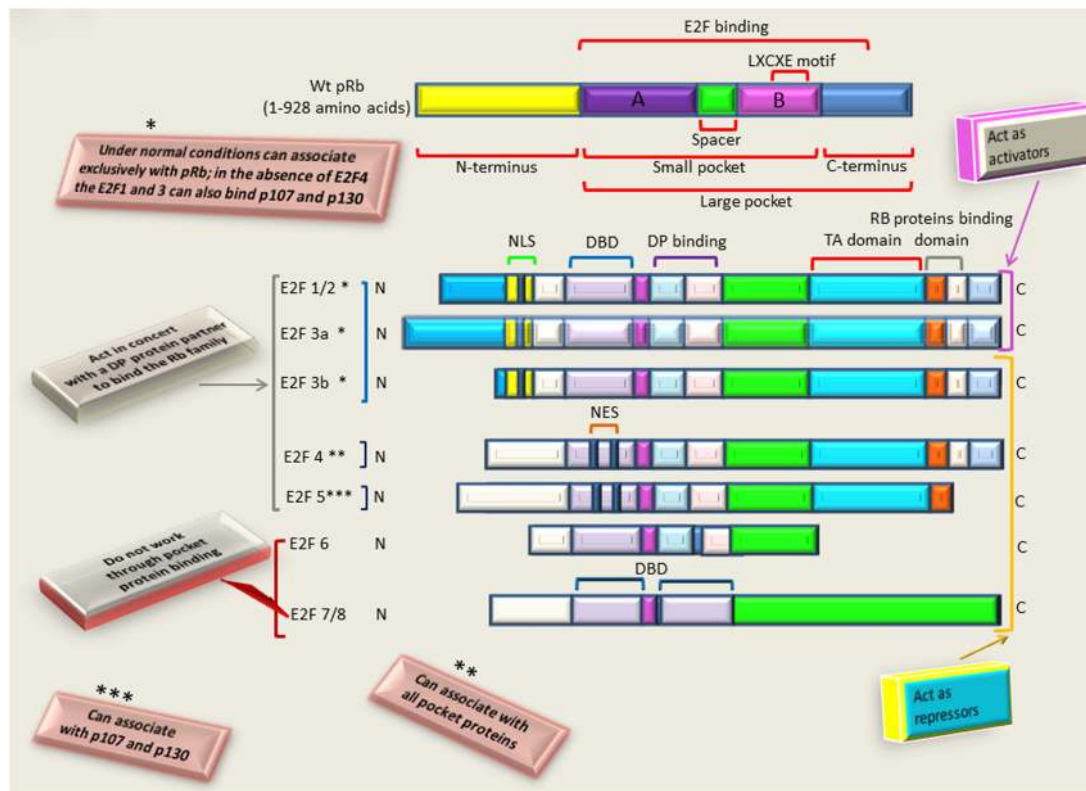 E2F binding
LXCXE motif
Wt pRb
(1-928 amino acids)
A
B
Spacer
N-terminus
Small pocket
C-terminus
Large pocket
*
Under normal conditions can associate
exclusively with pRb; in the absence of E2F4
the E2F1 and 3 can also bind p107 and p130
Act as
activators
NLS
DBD
DP binding
TA domain
RB proteins binding
domain
E2F 1/2 *
N
C
E2F 3a *
N
C
E2F 3b *
N
C
Act in concert
with a DP protein partner
to bind the Rb family
NES
E2F 4 **
N
C
E2F 5***
N
C
E2F 6
N
C
Do not work
through pocket
protein binding
DBD
E2F 7/8
N
C
***
Can associate
with p107 and p130
**
Can associate with
all pocket proteins
Act as
repressors